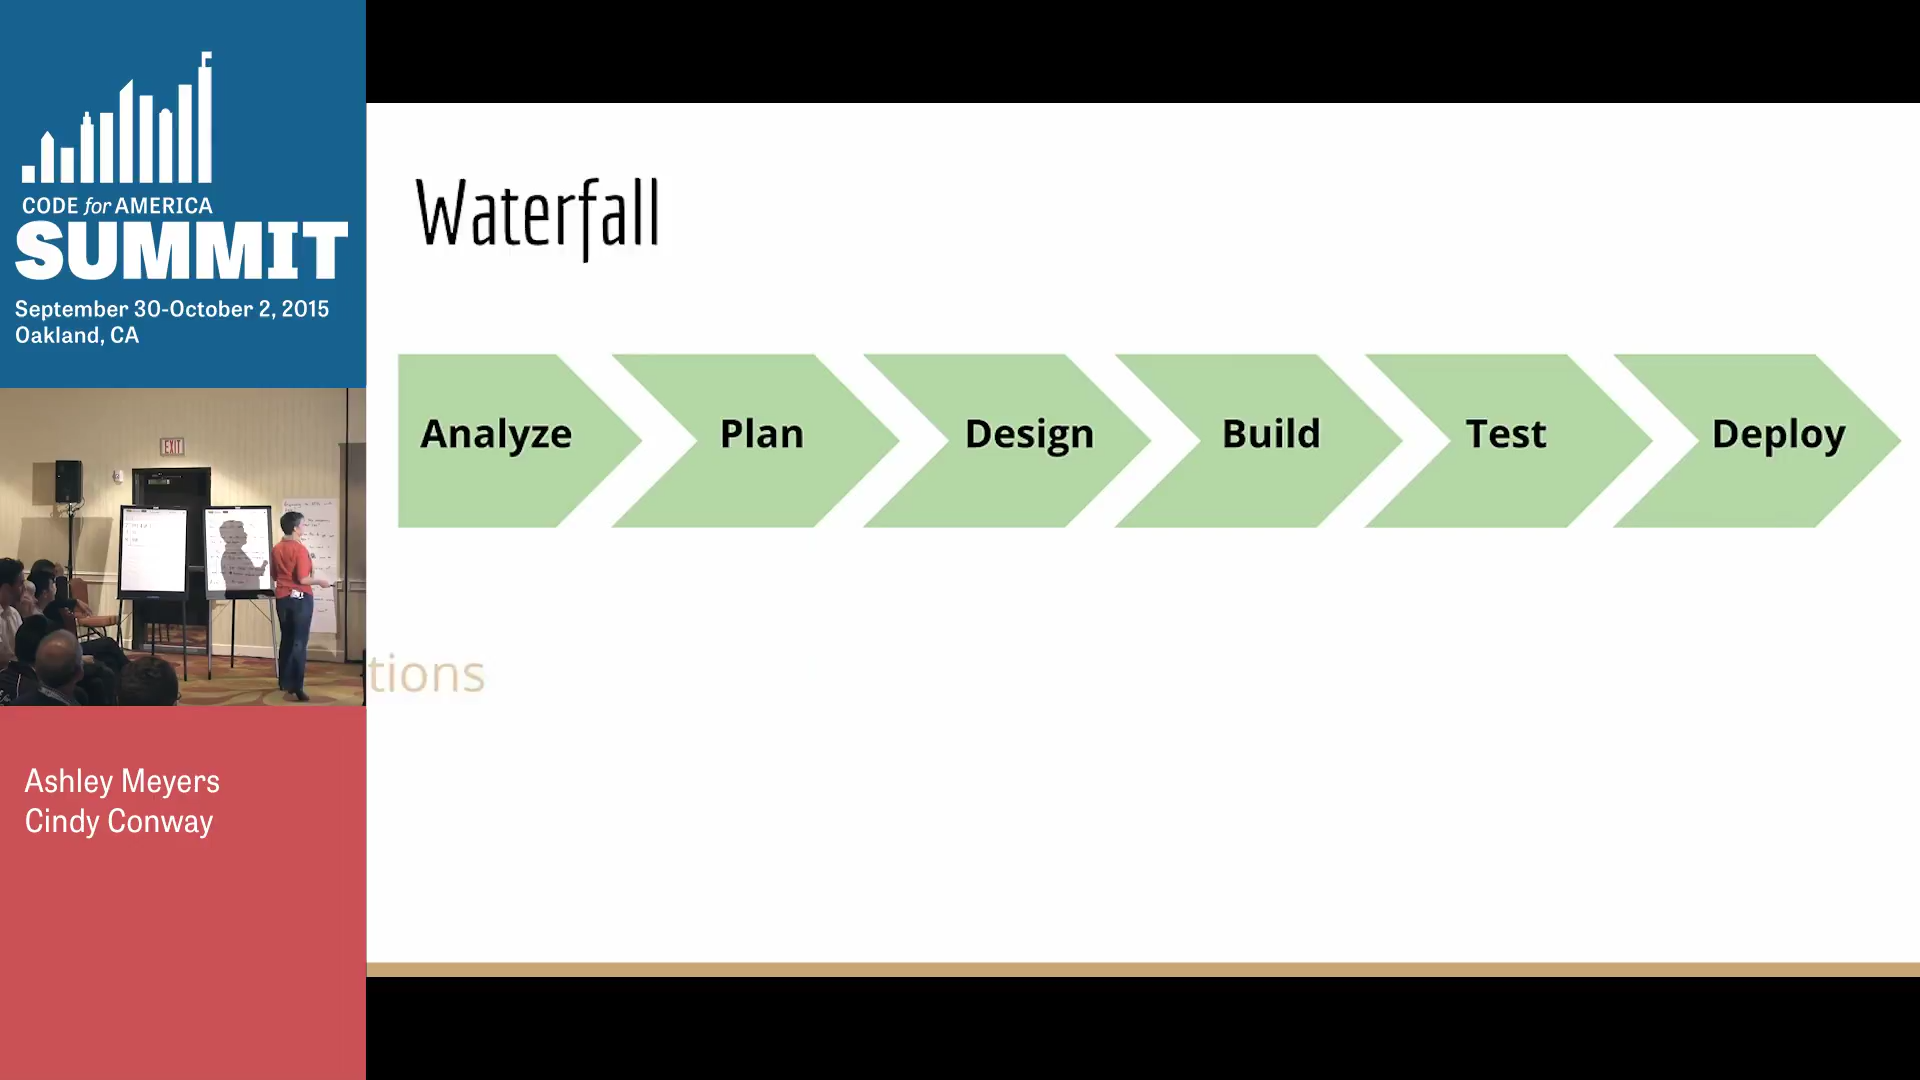 CODE for AMERICA
SUMMIT
September 30-October 2, 2015
Oakland, CA
EXIT
Ashley Meyers
Cindy Conway
Waterfall
Analyze
Plan
Design
Build
Test
Deploy
tions